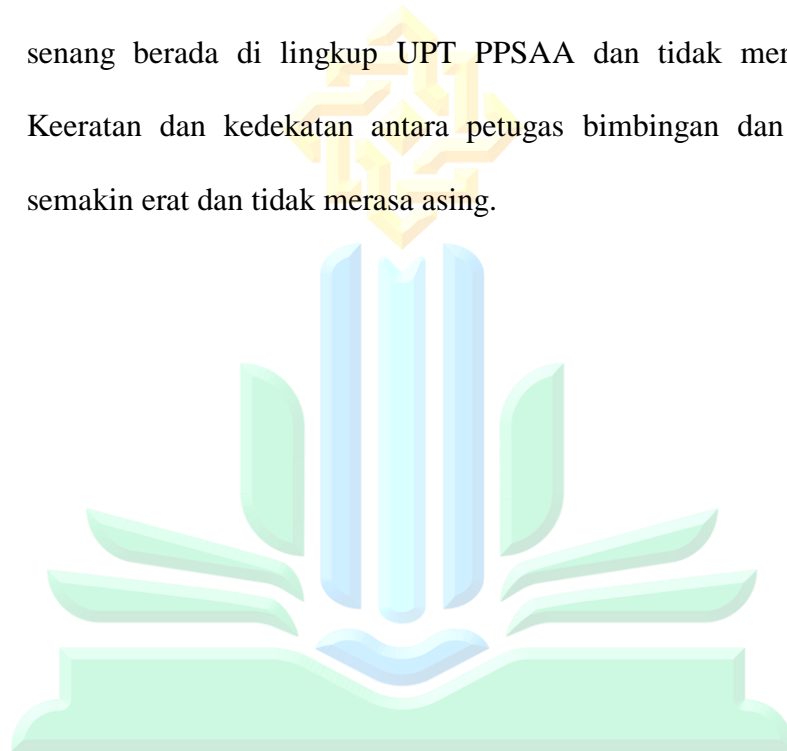 senang berada di lingkup UPT PPSAA dan tidak
Keeratan dan kedekatan antara petugas bimbingan dan
semakin erat dan tidak merasa asing.